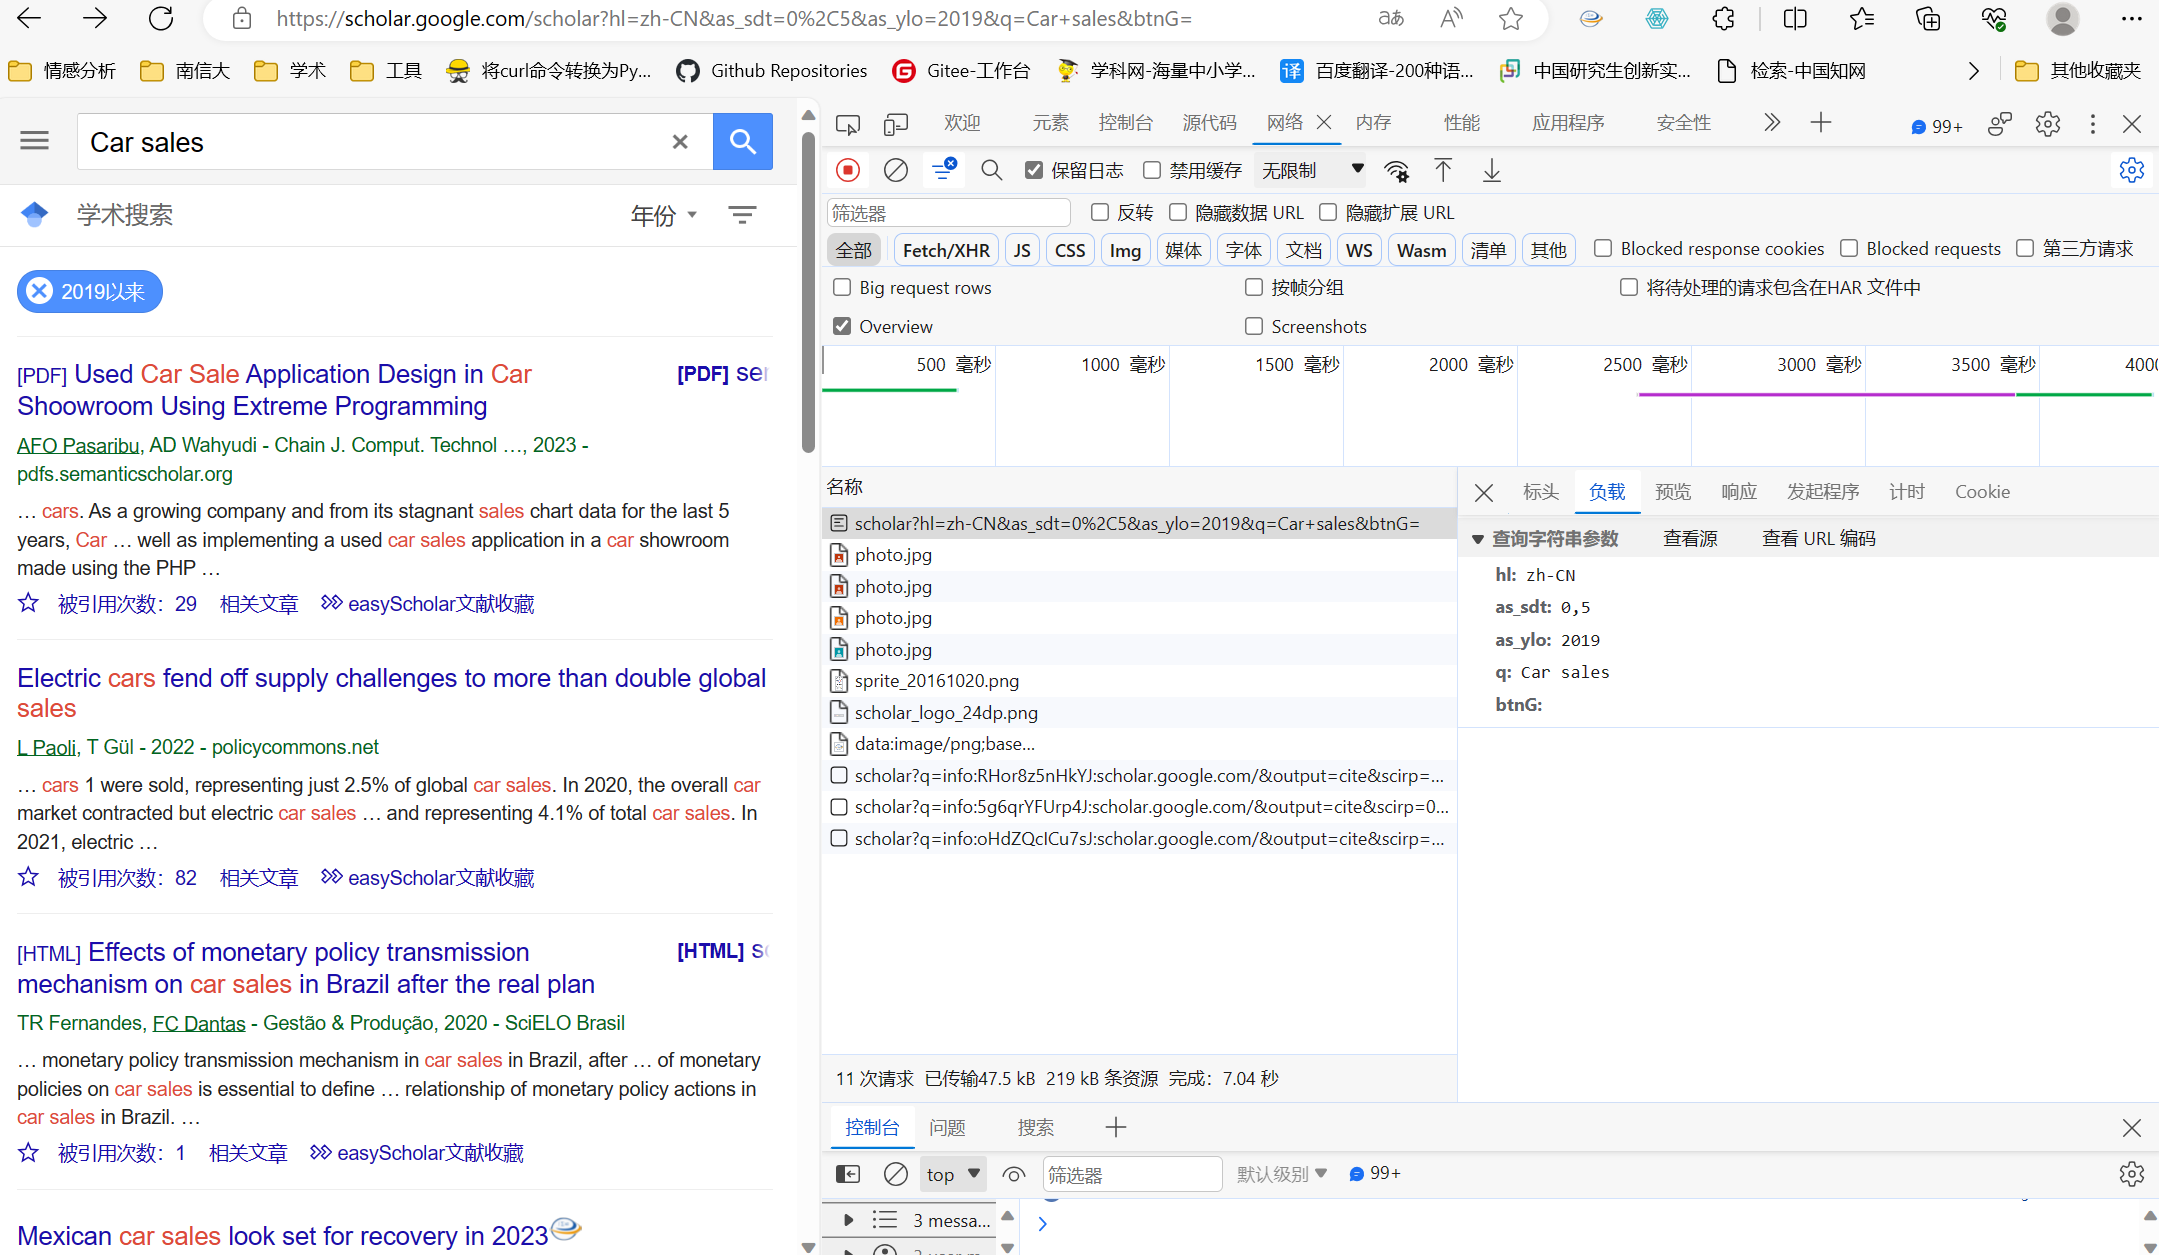 https://scholar.google.com/scholar?hl=zh-CN&as_sdt=0%2C5&as_ylo=2019&q=Car+sales&btnG=
情感分析 南信大 学术 工具 将curl命令转换为Py... Github Repositories Gitee-工作台 学科网-海量中小学... 百度翻译-200种语... 中国研究生创新实... 检索-中国知网 其他收藏夹
Car sales
学术搜索 年份
2019以来
[PDF] Used Car Sale Application Design in Car
Shoowroom Using Extreme Programming
[PDF] ser
AFO Pasaribu, AD Wahyudi - Chain J. Comput. Technol …, 2023 -
pdfs.semanticscholar.org
… cars. As a growing company and from its stagnant sales chart data for the last 5
years, Car … well as implementing a used car sales application in a car showroom
made using the PHP …
被引用次数：29 相关文章 easyScholar文献收藏
Electric cars fend off supply challenges to more than double global
sales
L Paoli, T Gül - 2022 - policycommons.net
… cars 1 were sold, representing just 2.5% of global car sales. In 2020, the overall car
market contracted but electric car sales … and representing 4.1% of total car sales. In
2021, electric …
被引用次数：82 相关文章 easyScholar文献收藏
[HTML] Effects of monetary policy transmission
mechanism on car sales in Brazil after the real plan
[HTML]
TR Fernandes, FC Dantas - Gestão & Produção, 2020 - SciELO Brasil
… monetary policy transmission mechanism in car sales in Brazil, after … of monetary
policies on car sales is essential to define … relationship of monetary policy actions in
car sales in Brazil. …
被引用次数：1 相关文章 easyScholar文献收藏
Mexican car sales look set for recovery in 2023
欢迎 元素 控制台 源代码 网络 内存 性能 应用程序 安全性 99+
保留日志 禁用缓存 无限制
筛选器 反转 隐藏数据 URL 隐藏扩展 URL
全部 Fetch/XHR JS CSS Img 媒体 字体 文档 WS Wasm 清单 其他 Blocked response cookies Blocked requests 第三方请求
Big request rows 按帧分组 将待处理的请求包含在HAR 文件中
Overview Screenshots
500 毫秒 1000 毫秒 1500 毫秒 2000 毫秒 2500 毫秒 3000 毫秒 3500 毫秒 400
名称
scholar?hl=zh-CN&as_sdt=0%2C5&as_ylo=2019&q=Car+sales&btnG=
photo.jpg
photo.jpg
photo.jpg
photo.jpg
sprite_20161020.png
scholar_logo_24dp.png
data:image/png;base...
scholar?q=info:RHor8z5nHkYJ:scholar.google.com/&output=cite&scirp=...
scholar?q=info:5g6qrYFUrp4J:scholar.google.com/&output=cite&scirp=0...
scholar?q=info:oHdZQcICu7sJ:scholar.google.com/&output=cite&scirp=...
11 次请求 已传输47.5 kB 219 kB 条资源 完成：7.04 秒
标头 负载 预览 响应 发起程序 计时 Cookie
查询字符串参数 查看源 查看 URL 编码
hl: zh-CN
as_sdt: 0,5
as_ylo: 2019
q: Car sales
btnG:
控制台 问题 搜索
top 筛选器 默认级别 99+
3 messa...